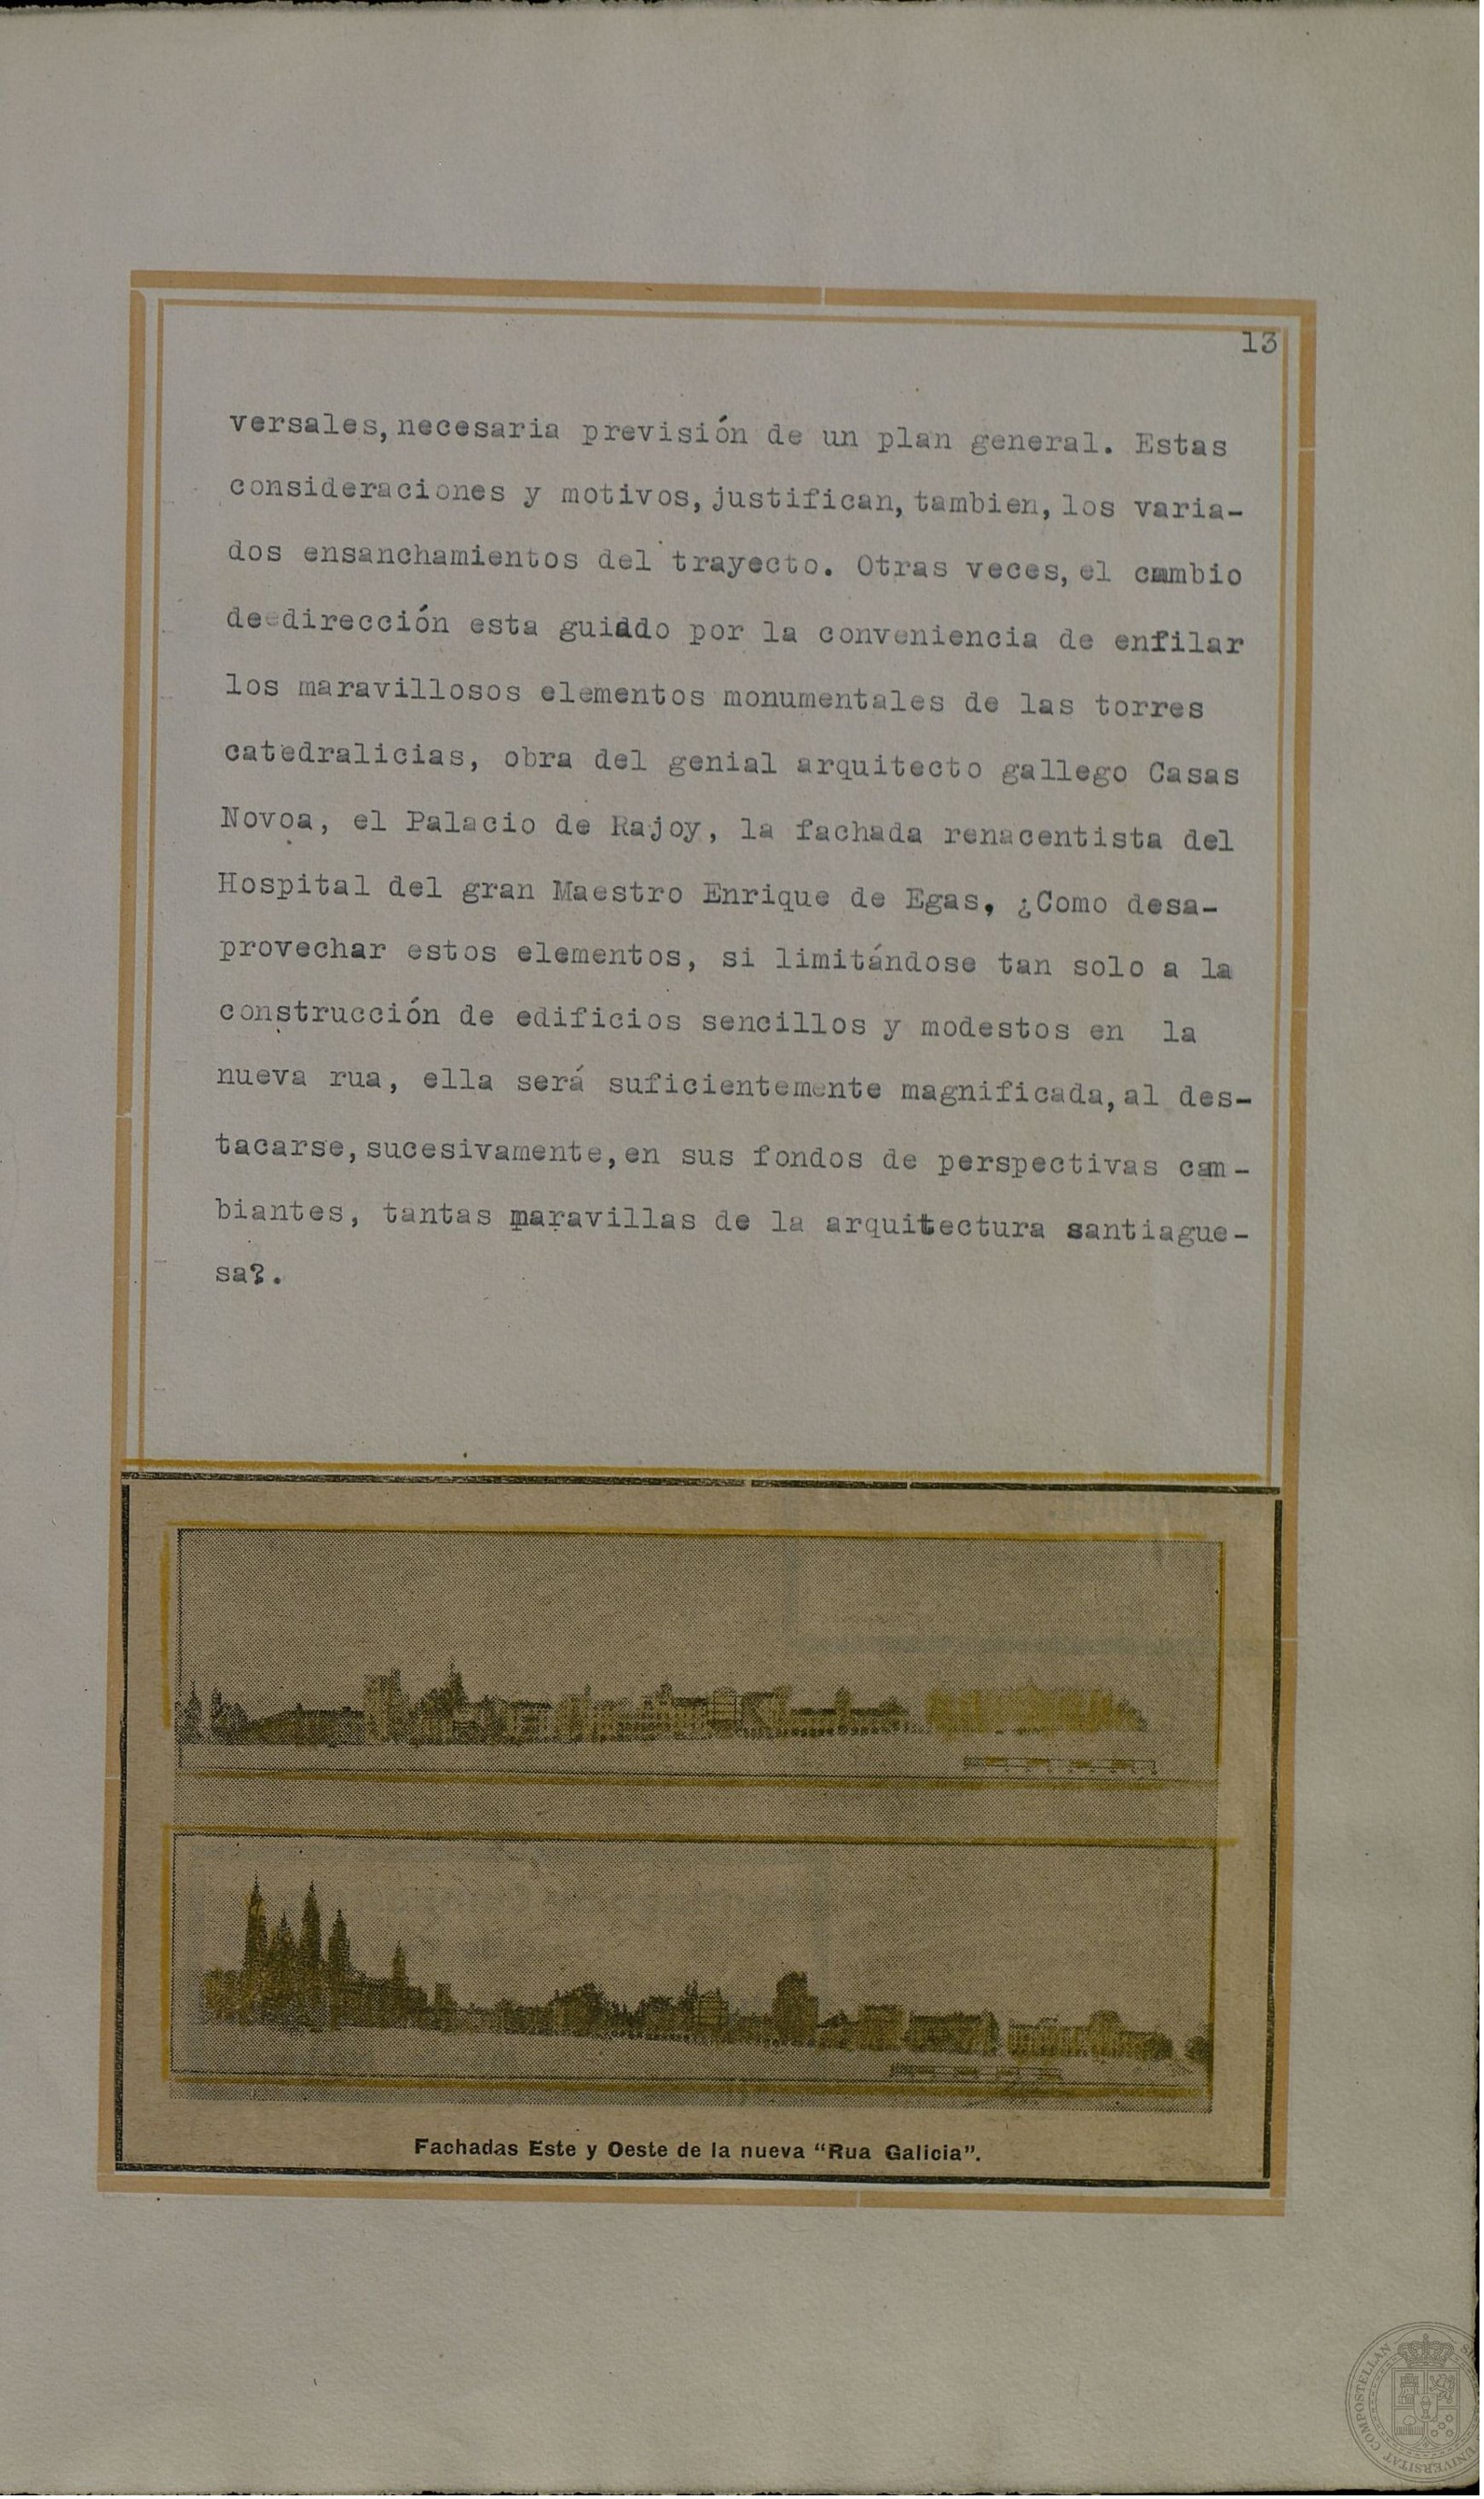 13
versales, necesaria previsión de un plan general. Estas
consideraciones y motivos, justifican, tambien, los varia-
dos ensanchamientos del trayecto. Otras veces, el cambio
de dirección esta guiado por la conveniencia de enfilar
los maravillosos elementos monumentales de las torres
catedralicias, obra del genial arquitecto gallego Casas
Novoa, el Palacio de Rajoy, la fachada renacentista del
Hospital del gran Maestro Enrique de Egas, ¿Como desa-
provechar estos elementos, si limitándose tan solo a la
construcción de edificios sencillos y modestos en la
nueva rua, ella será suficientemente magnificada, al des-
tacarse, sucesivamente, en sus fondos de perspectivas cam-
biantes, tantas maravillas de la arquitectura santiague-
sa?.
Fachadas Este y Oeste de la nueva “Rua Galicia”.
UNIVERSITAT COMPOSTELLAN